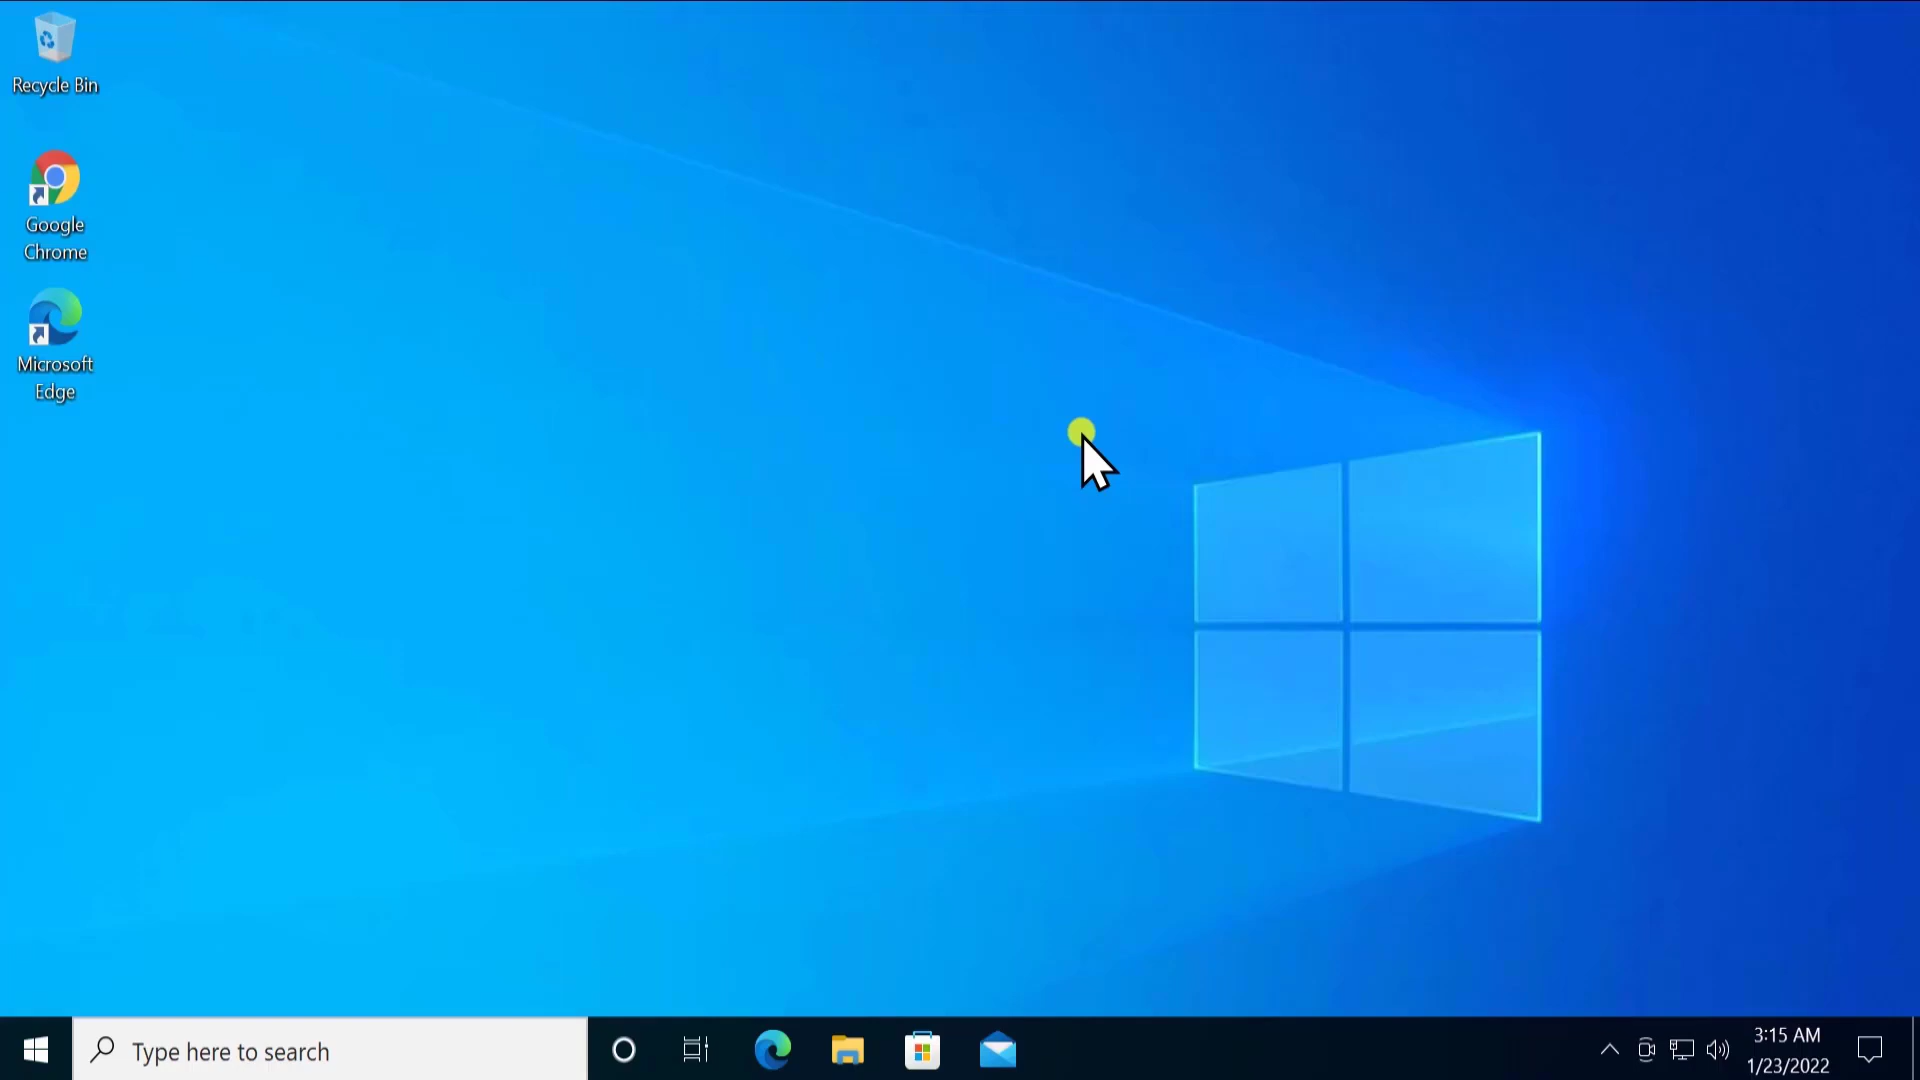 Recycle Bin
Google
Chrome
Microsoft
Edge
Type here to search
3:15 AM
1/23/2022